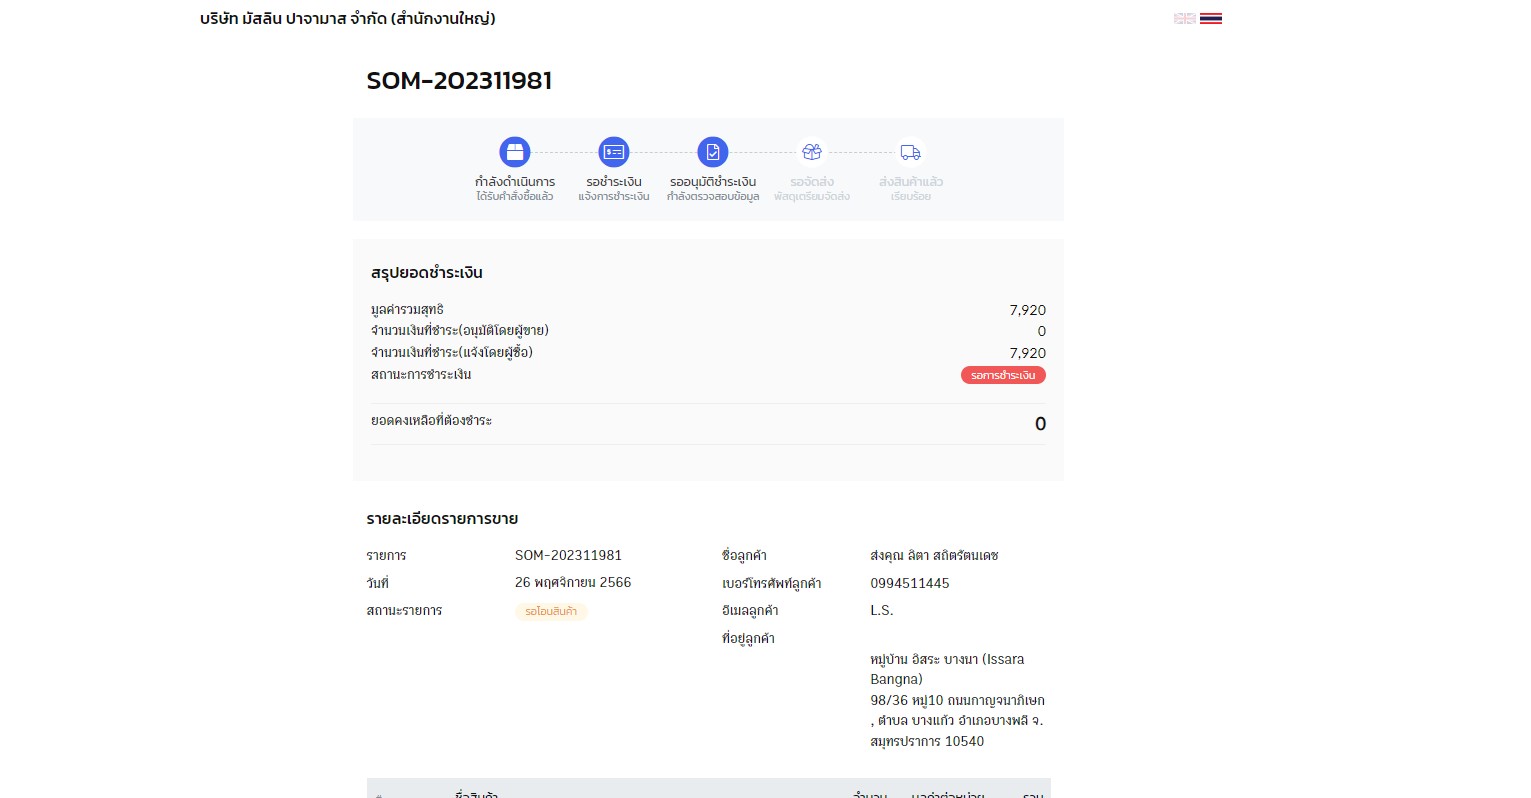 บริษัท มัสลิน ปาจามาส จำกัด (สำนักงานใหญ่)
SOM-202311981
กำลังดำเนินการ
ได้รับคำสั่งซื้อแล้ว
รอชำระเงิน
แจ้งการชำระเงิน
รออนุมัติชำระเงิน
กำลังตรวจสอบข้อมูล
รอจัดส่ง
พัสดุเตรียมจัดส่ง
ส่งสินค้าแล้ว
เรียบร้อย
สรุปยอดชำระเงิน
มูลค่ารวมสุทธิ 7,920
จำนวนเงินที่ชำระ(อนุมัติโดยผู้ขาย) 0
จำนวนเงินที่ชำระ(แจ้งโดยผู้ซื้อ) 7,920
สถานะการชำระเงิน รอการชำระเงิน
ยอดคงเหลือที่ต้องชำระ 0
รายละเอียดรายการขาย
รายการ SOM-202311981
วันที่ 26 พฤศจิกายน 2566
สถานะรายการ รอโอนสินค้า
ชื่อลูกค้า ส่งคุณ ลิตา สถิตรัตนเดช
เบอร์โทรศัพท์ลูกค้า 0994511445
อีเมลลูกค้า L.S.
ที่อยู่ลูกค้า
หมู่บ้าน อิสระ บางนา (Issara
Bangna)
98/36 หมู่10 ถนนกาญจนาภิเษก
, ตำบล บางแก้ว อำเภอบางพลี จ.
สมุทรปราการ 10540
# ชื่อสินค้า จำนวน มูลค่าต่อหน่วย รวม